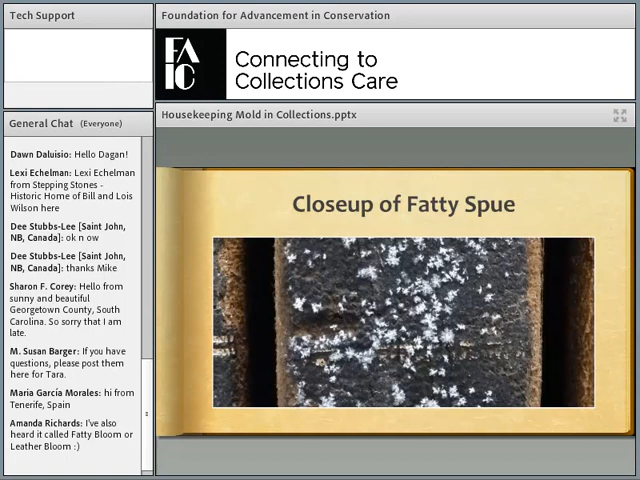 Tech Support
Foundation for Advancement in Conservation
FA
IC
Connecting to
Collections Care
General Chat (Everyone)
Dawn Daluisio: Hello Dagan!
Lexi Echelman: Lexi Echelman
from Stepping Stones -
Historic Home of Bill and Lois
Wilson here
Dee Stubbs-Lee [Saint John,
NB, Canada]: ok n ow
Dee Stubbs-Lee [Saint John,
NB, Canada]: thanks Mike
Sharon F. Corey: Hello from
sunny and beautiful
Georgetown County, South
Carolina. So sorry that I am
late.
M. Susan Barger: If you have
questions, please post them
here for Tara.
Maria García Morales: hi from
Tenerife, Spain
Amanda Richards: I've also
heard it called Fatty Bloom or
Leather Bloom :)
Housekeeping Mold in Collections.pptx
Closeup of Fatty Spue